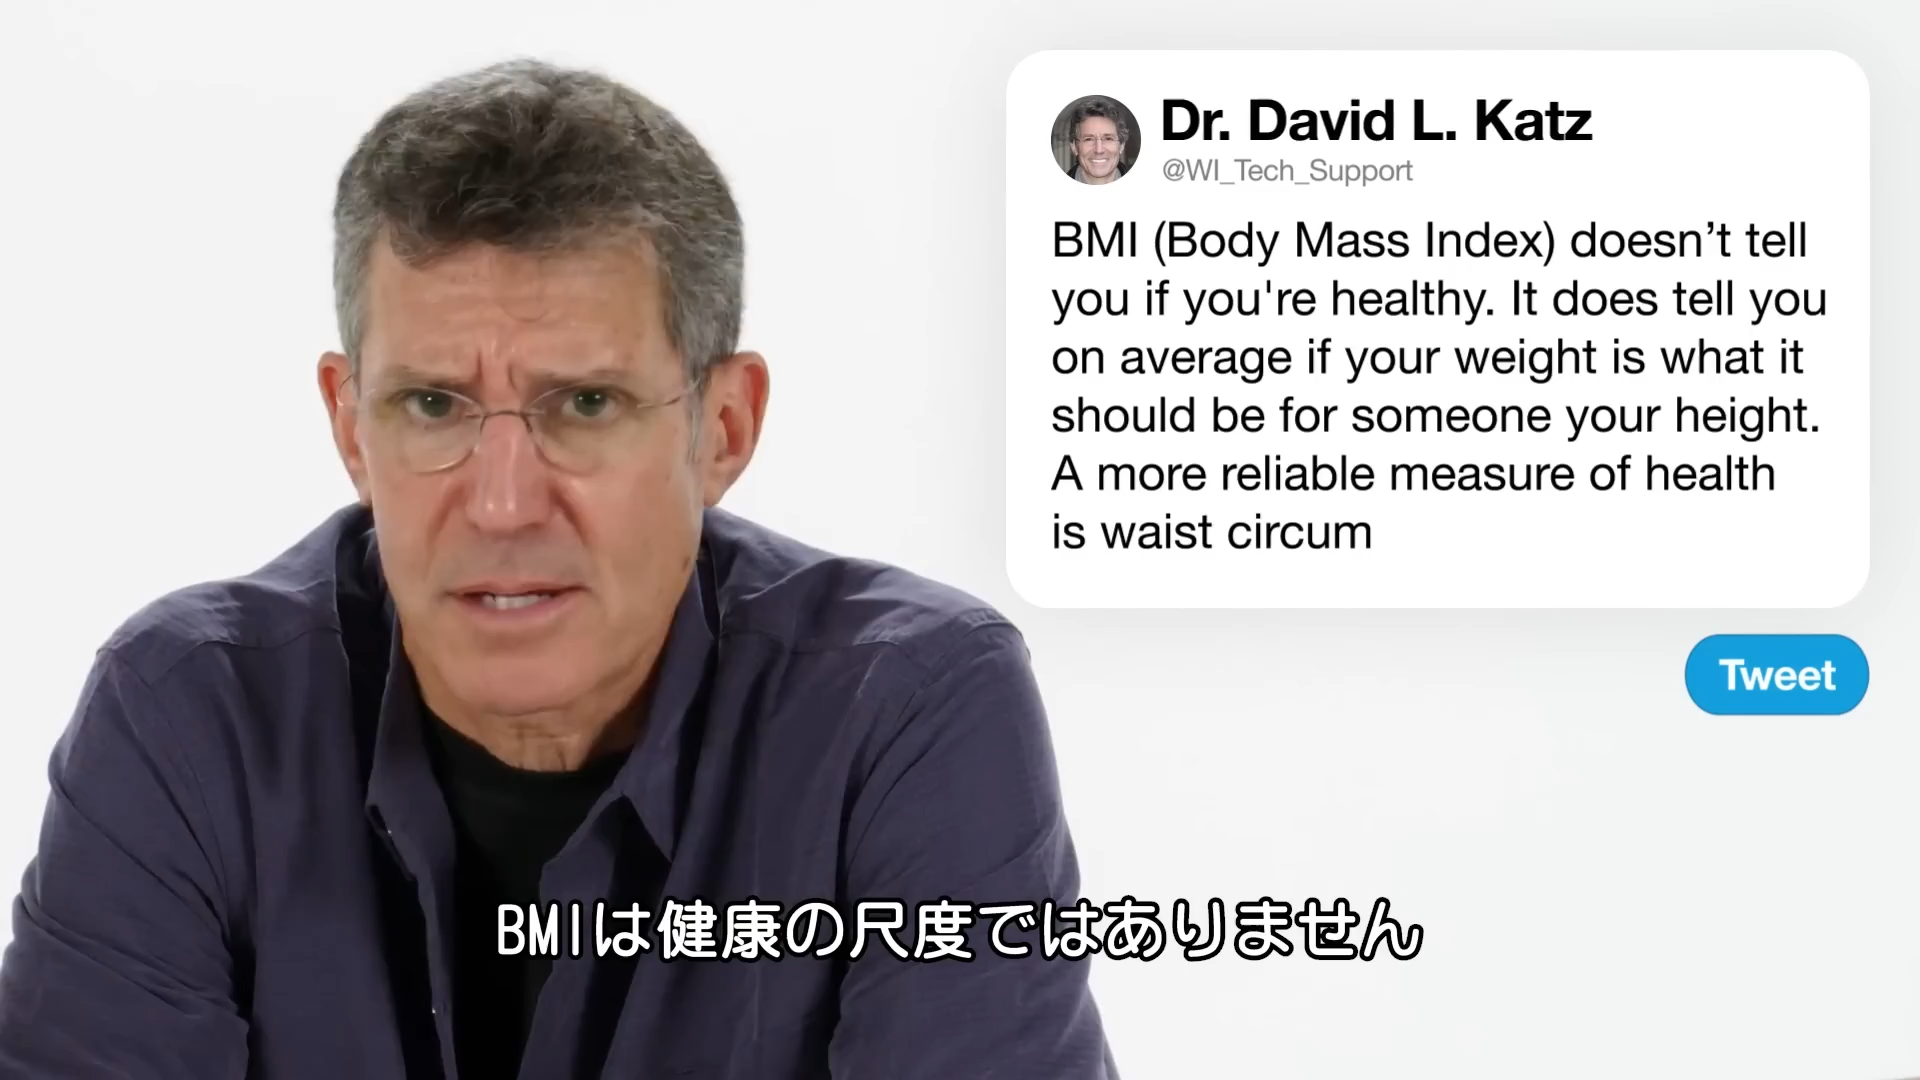 Dr. David L. Katz
@WI_Tech_Support
BMI (Body Mass Index) doesn’t tell
you if you're healthy. It does tell you
on average if your weight is what it
should be for someone your height.
A more reliable measure of health
is waist circum
Tweet
BMIは健康の尺度ではありません